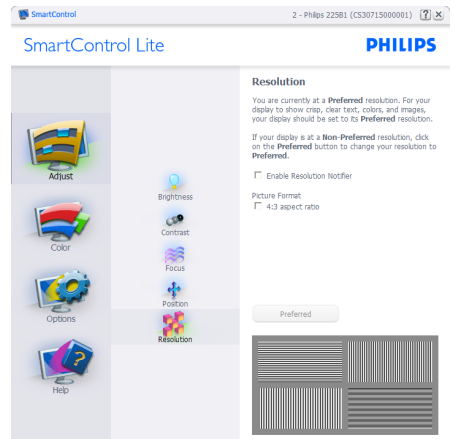 SmartControl
2 - Philips 225B1 (CS30715000001)
SmartControl Lite
PHILIPS
Adjust
Color
Options
Help
Brightness
Contrast
Focus
Position
Resolution
Resolution
You are currently at a Preferred resolution. For your
display to show crisp, clear text, colors, and images,
your display should be set to its Preferred resolution.
If your display is at a Non-Preferred resolution, click
on the Preferred button to change your resolution to
Preferred.
Enable Resolution Notifier
Picture Format
4:3 aspect ratio
Preferred